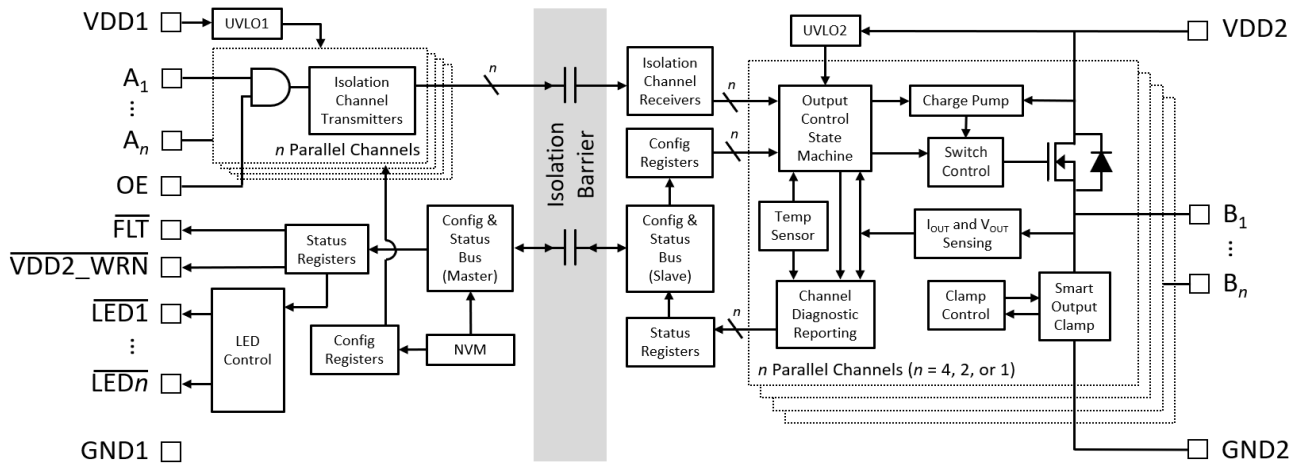 VDD1
UVLO1
A1
⋮
An
OE
Isolation
Channel
Transmitters
n Parallel Channels
n
FLT
VDD2_WRN
LED1
⋮
LEDn
GND1
Status
Registers
LED
Control
Config
Registers
Config &
Status
Bus
(Master)
NVM
Isolation
Barrier
Isolation
Channel
Receivers
n
Config
Registers
n
Config &
Status
Bus
(Slave)
Status
Registers
n
UVLO2
Output
Control
State
Machine
Charge Pump
Switch
Control
Temp
Sensor
IOUT and VOUT
Sensing
Channel
Diagnostic
Reporting
Clamp
Control
Smart
Output
Clamp
n Parallel Channels (n = 4, 2, or 1)
VDD2
B1
⋮
Bn
GND2